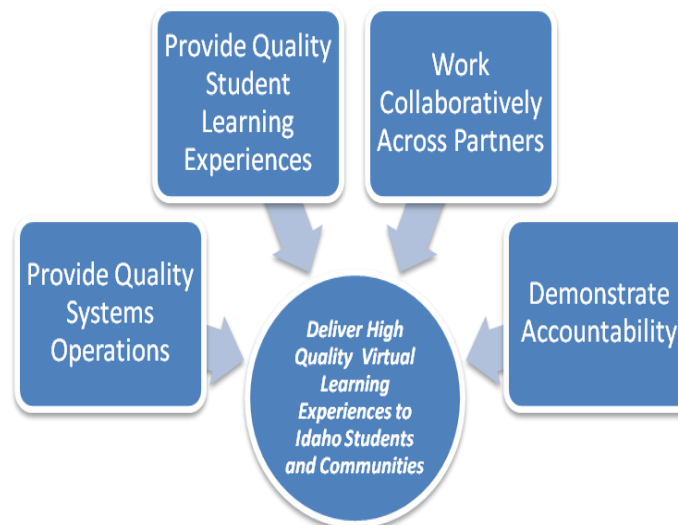 Provide Quality
Student
Learning
Experiences
Work
Collaboratively
Across Partners
Provide Quality
Systems
Operations
Demonstrate
Accountability
Deliver High
Quality Virtual
Learning
Experiences to
Idaho Students
and Communities